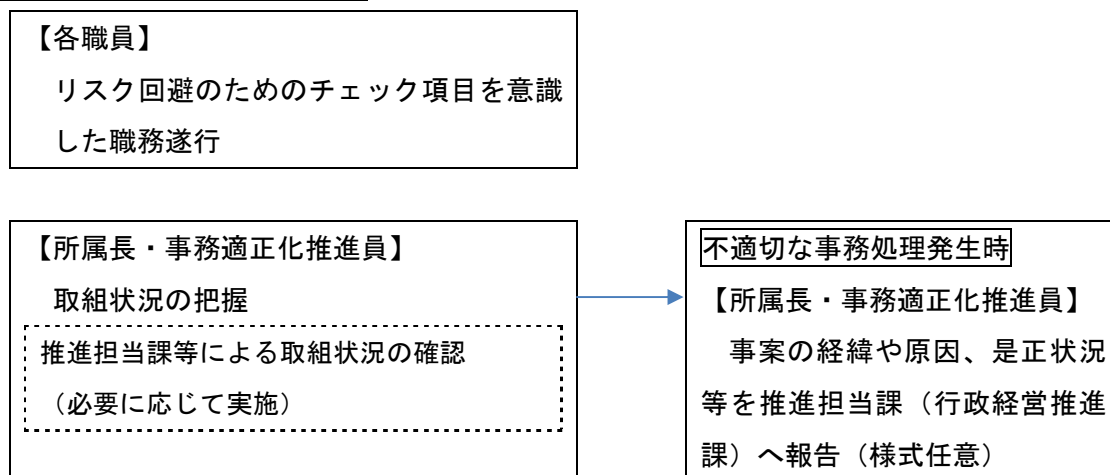 【各職員】
リスク回避のためのチェック項目を意識
した職務遂行
【所属長・事務適正化推進員】
取組状況の把握
推進担当課等による取組状況の確認
（必要に応じて実施）
不適切な事務処理発生時
【所属長・事務適正化推進員】
事案の経緯や原因、是正状況
等を推進担当課（行政経営推進
課）へ報告（様式任意）